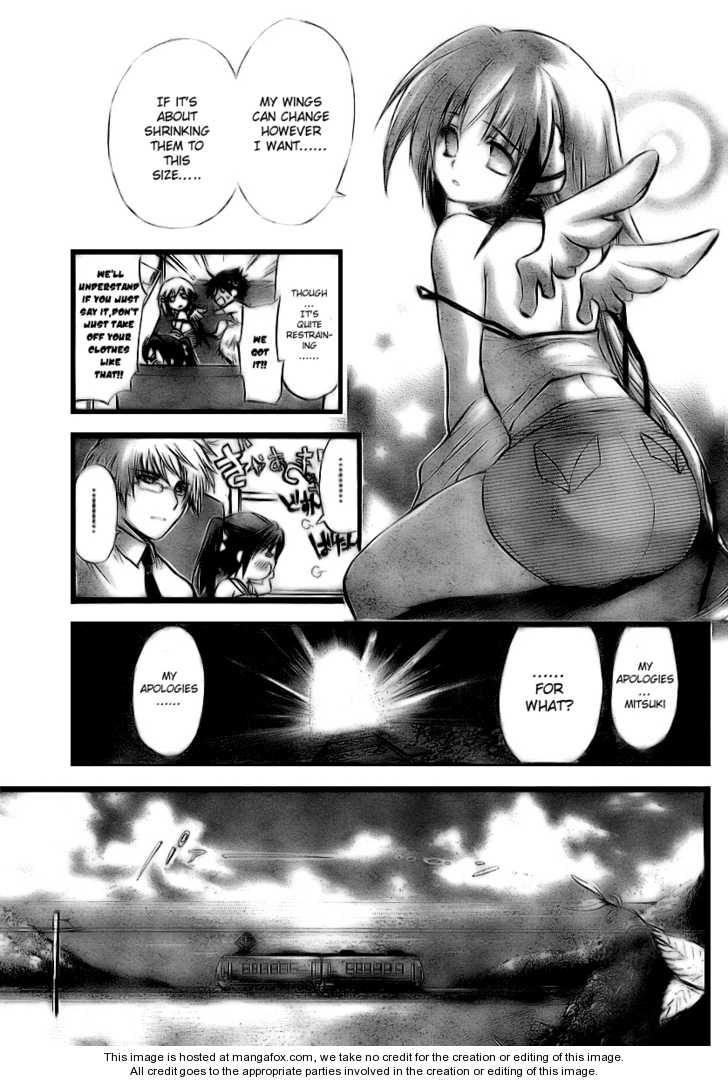 MY WINGS
CAN CHANGE
HOWEVER
I WANT......
IF IT'S
ABOUT
SHRINKING
THEM TO
THIS
SIZE.....
THOUGH
...
IT'S
QUITE
RESTRAIN-
ING
......
WE
GOT
IT!!
WE'LL
UNDERSTAND
IF YOU JUST
SAY IT,DON'T
JUST TAKE
OFF YOUR
CLOTHES
LIKE
THAT!!
.........
.........
MY
APOLOGIES
...
MITSUKI
......
FOR
WHAT?
MY
APOLOGIES
......
This image is hosted at mangafox.com, we take no credit for the creation or editing of this image.
All credit goes to the appropriate parties involved in the creation or editing of this image.